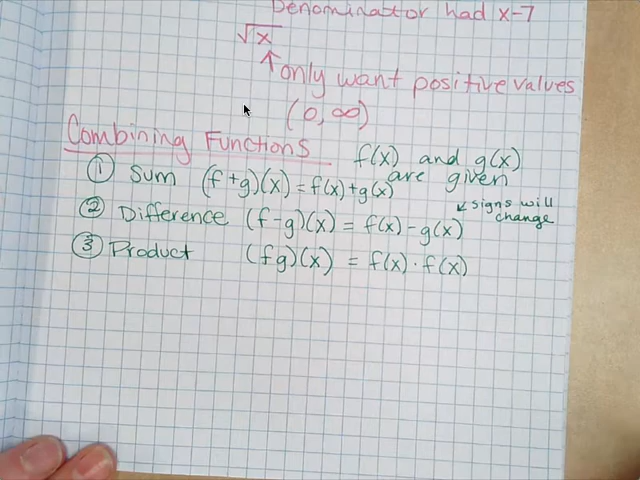 Denominator had x-7
√x
↑ only want positive values
(0, ∞)
Combining Functions
f(x) and g(x)
are given
① Sum (f+g)(x) = f(x)+g(x)
② Difference (f-g)(x) = f(x)-g(x)
↙ signs will
change
③ Product (fg)(x) = f(x)·f(x)